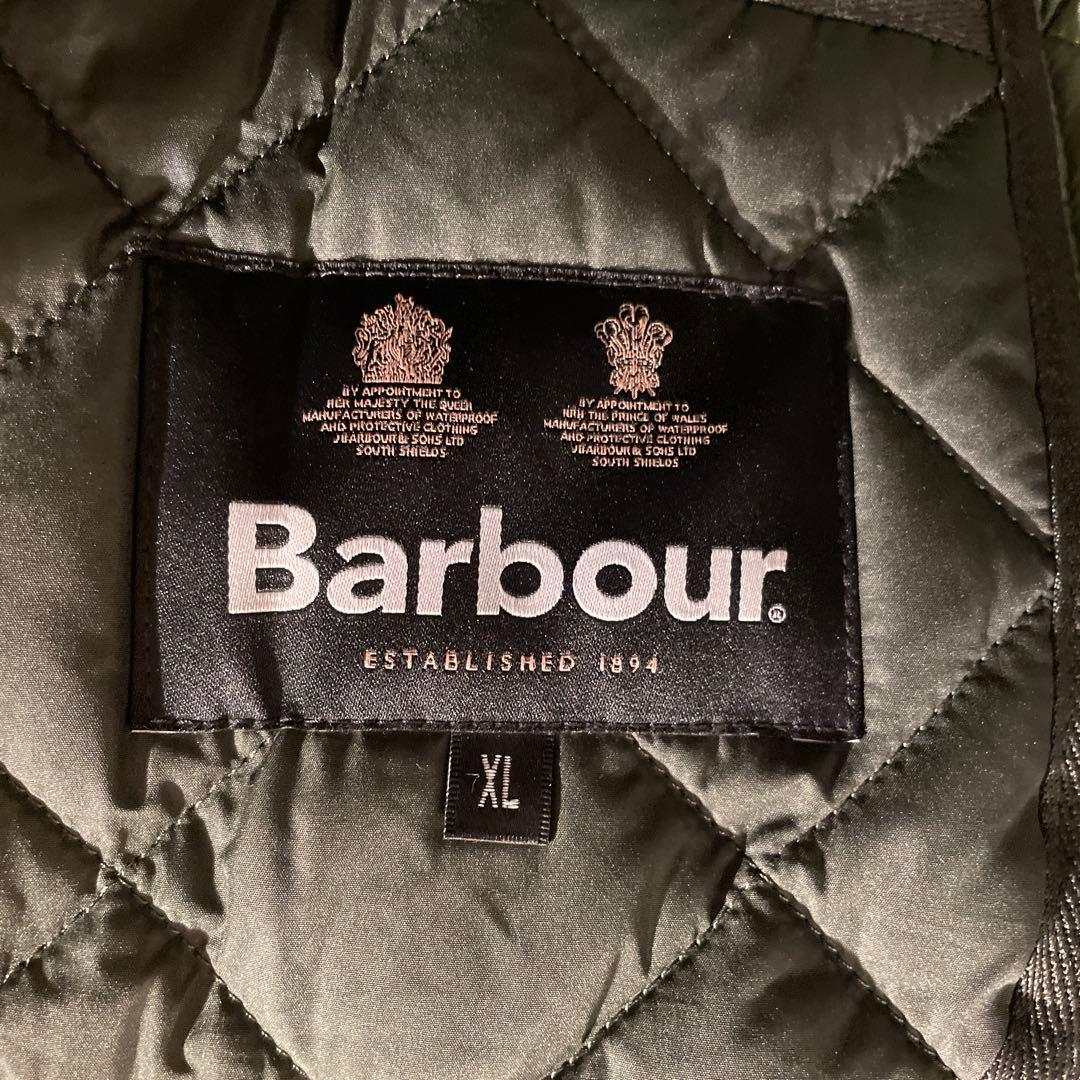 BY APPOINTMENT TO
HER MAJESTY THE QUEEN
MANUFACTURERS OF WATERPROOF
AND PROTECTIVE CLOTHING
J BARBOUR & SONS LTD
SOUTH SHIELDS
BY APPOINTMENT TO
HRH THE PRINCE OF WALES
MANUFACTURERS OF WATERPROOF
AND PROTECTIVE CLOTHING
J BARBOUR & SONS LTD
SOUTH SHIELDS
Barbour®
ESTABLISHED 1894
XL